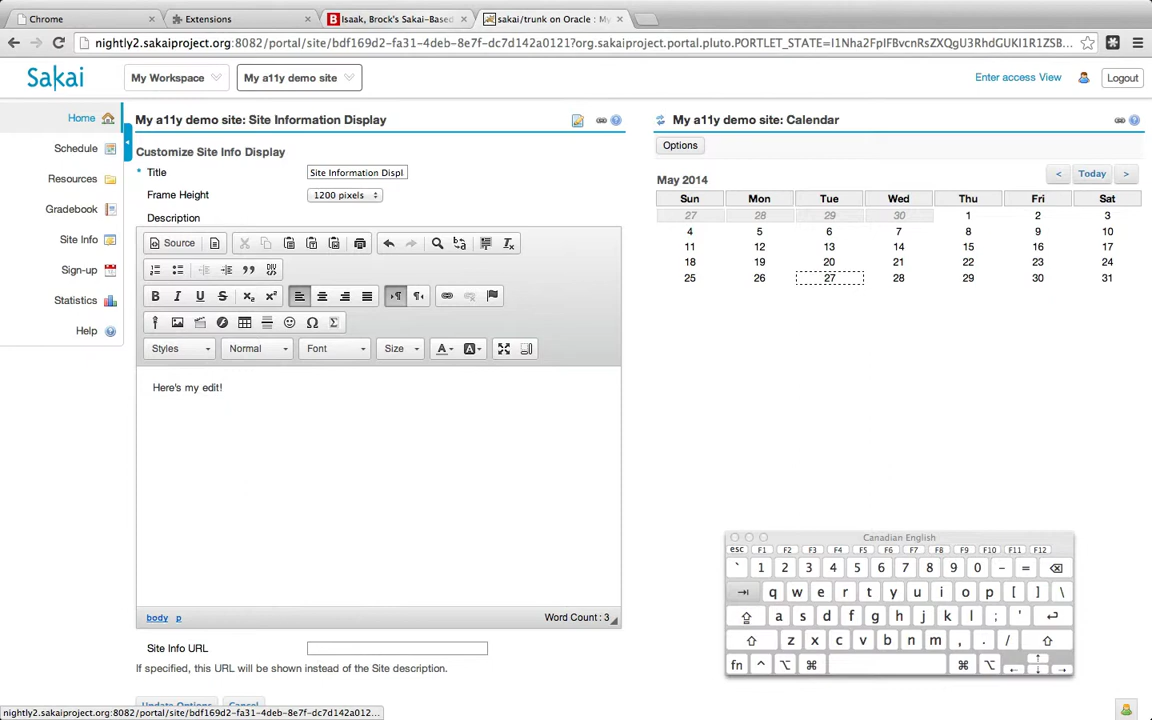 Chrome
Extensions
Isaak, Brock's Sakai-Based
sakai/trunk on Oracle : My
nightly2.sakaiproject.org:8082/portal/site/bdf169d2-fa31-4deb-8e7f-dc7d142a0121?org.sakaiproject.portal.pluto.PORTLET_STATE=
Sakai
My Workspace
My a11y demo site
Enter access View
Logout
Home
Schedule
Resources
Gradebook
Site Info
Sign-up
Statistics
Help
My a11y demo site: Site Information Display
Customize Site Info Display
* Title
Site Information Displ
Frame Height
1200 pixels
Description
Source
DIV
B I U S x₂ x²
Styles Normal Font Size A A
Here's my edit!
body p
Word Count : 3
Site Info URL
If specified, this URL will be shown instead of the Site description.
Update Options Cancel
My a11y demo site: Calendar
Options
May 2014
< Today >
Sun Mon Tue Wed Thu Fri Sat
27 28 29 30 1 2 3
4 5 6 7 8 9 10
11 12 13 14 15 16 17
18 19 20 21 22 23 24
25 26 27 28 29 30 31
Canadian English
esc F1 F2 F3 F4 F5 F6 F7 F8 F9 F10 F11 F12
` 1 2 3 4 5 6 7 8 9 0 - =
q w e r t y u i o p [ ] \
a s d f g h j k l ; '
z x c v b n m , . /
fn ^ ⌥ ⌘ ⌘ ⌥
nightly2.sakaiproject.org:8082/portal/site/bdf169d2-fa31-4deb-8e7f-dc7d142a012...